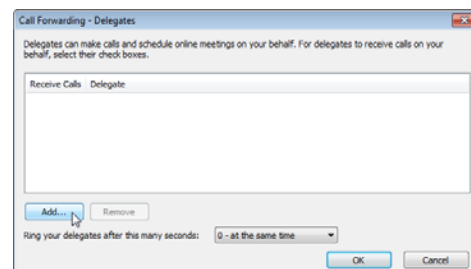 Call Forwarding - Delegates
Delegates can make calls and schedule online meetings on your behalf. For delegates to receive calls on your
behalf, select their check boxes.
Receive Calls Delegate
Add... Remove
Ring your delegates after this many seconds: 0 - at the same time
OK Cancel